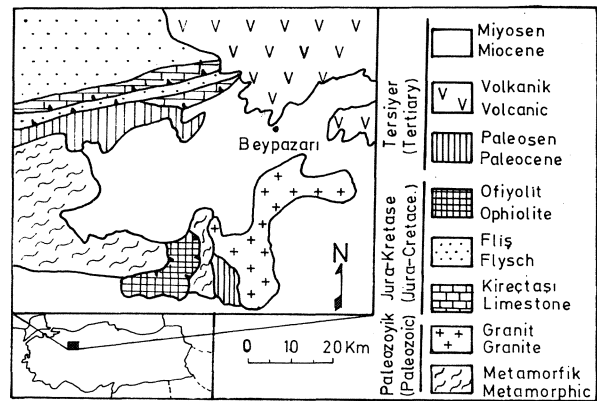 Beypazarı
N
0 10 20 Km
Tersiyer
(Tertiary)
Jura-Kretase
(Jura-Cretace.)
Paleozoyik
(Paleozoic)
Miyosen
Miocene
Volkanik
Volcanic
Paleosen
Paleocene
Ofiyolit
Ophiolite
Fliş
Flysch
Kireçtası
Limestone
Granit
Granite
Metamorfik
Metamorphic